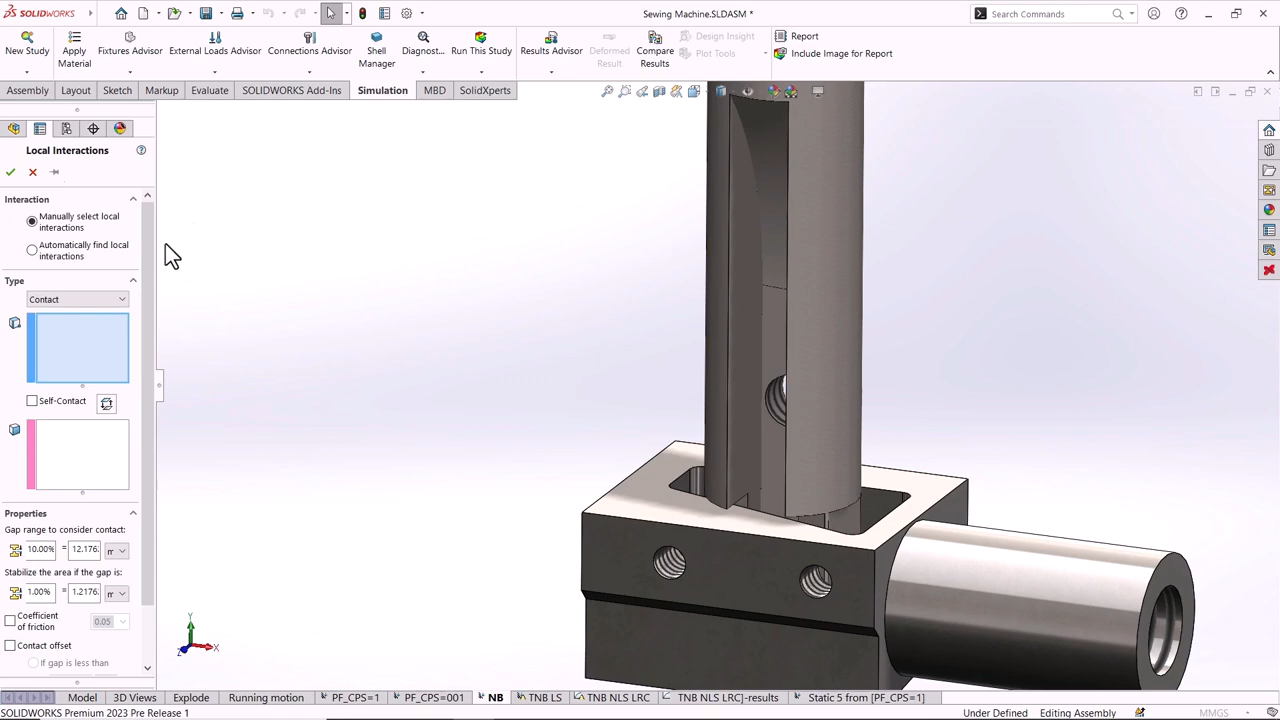 SOLIDWORKS
Sewing Machine.SLDASM *
Search Commands
New Study
Apply Material
Fixtures Advisor
External Loads Advisor
Connections Advisor
Shell Manager
Diagnost...
Run This Study
Results Advisor
Deformed Result
Compare Results
Design Insight
Plot Tools
Report
Include Image for Report
Assembly
Layout
Sketch
Markup
Evaluate
SOLIDWORKS Add-Ins
Simulation
MBD
SolidXperts
Local Interactions
Interaction
Manually select local
interactions
Automatically find local
interactions
Type
Contact
Self-Contact
Properties
Gap range to consider contact:
10.00% = 12.176.
Stabilize the area if the gap is:
1.00% = 1.2176.
Coefficient
of friction
0.05
Contact offset
If gap is less than
Y
X
Z
Model
3D Views
Explode
Running motion
PF_CPS=1
PF_CPS=001
NB
TNB LS
TNB NLS LRC
TNB NLS LRC]-results
Static 5 from [PF_CPS=1]
SOLIDWORKS Premium 2023 Pre Release 1
Under Defined
Editing Assembly
MMGS